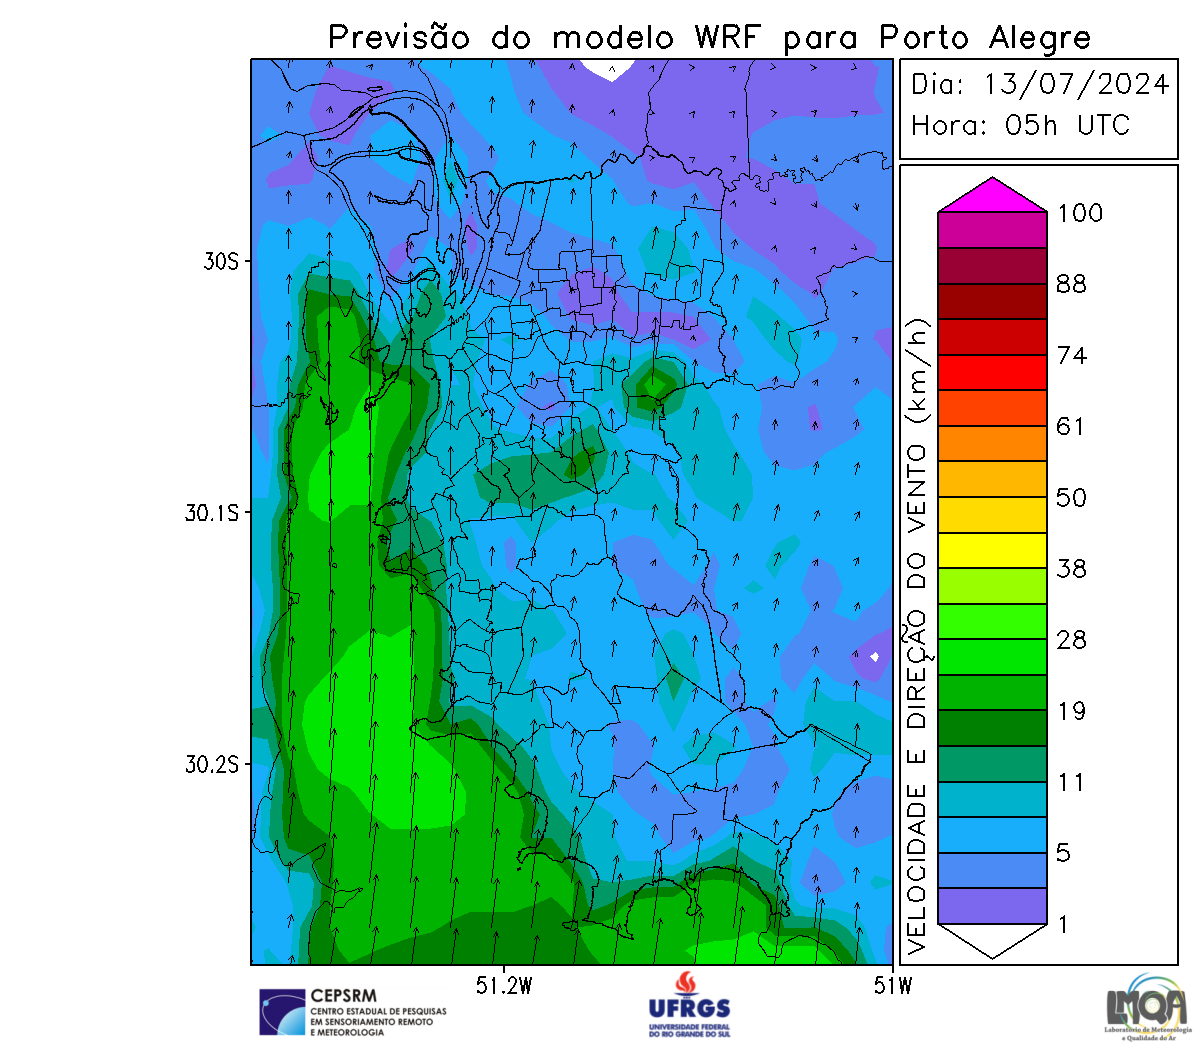 Previsão do modelo WRF para Porto Alegre
Dia: 13/07/2024
Hora: 05h UTC
VELOCIDADE E DIREÇÃO DO VENTO (km/h)
100
88
74
61
50
38
28
19
11
5
1
30S
30.1S
30.2S
51.2W
51W
CEPSRM
CENTRO ESTADUAL DE PESQUISAS
EM SENSORIAMENTO REMOTO
E METEOROLOGIA
UFRGS
UNIVERSIDADE FEDERAL
DO RIO GRANDE DO SUL
LMQA
Laboratório de Meteorologia
e Qualidade do Ar